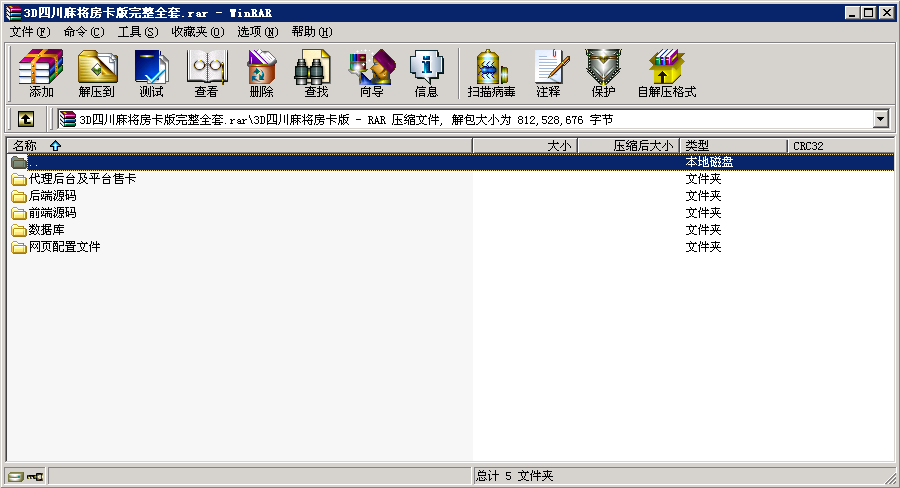 3D四川麻将房卡版完整全套.rar - WinRAR
文件(F) 命令(C) 工具(S) 收藏夹(O) 选项(N) 帮助(H)
添加 解压到 测试 查看 删除 查找 向导 信息 扫描病毒 注释 保护 自解压格式
3D四川麻将房卡版完整全套.rar\3D四川麻将房卡版 - RAR 压缩文件, 解包大小为 812,528,676 字节
名称 大小 压缩后大小 类型 CRC32
.. 本地磁盘
代理后台及平台售卡 文件夹
后端源码 文件夹
前端源码 文件夹
数据库 文件夹
网页配置文件 文件夹
总计 5 文件夹